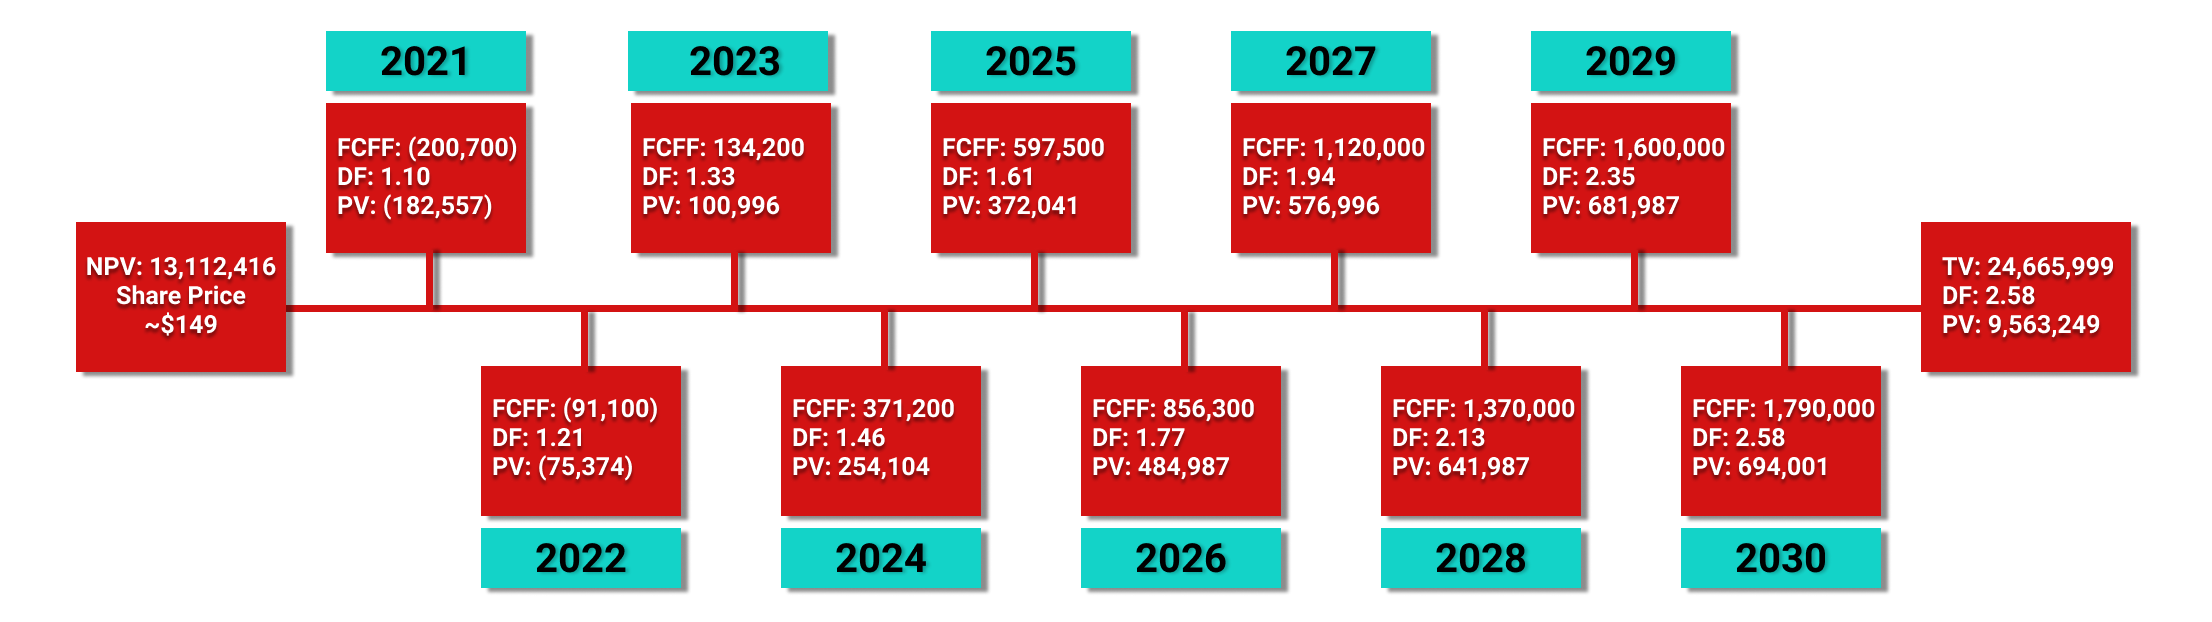 2021
2023
2025
2027
2029
FCFF: (200,700)
DF: 1.10
PV: (182,557)
FCFF: 134,200
DF: 1.33
PV: 100,996
FCFF: 597,500
DF: 1.61
PV: 372,041
FCFF: 1,120,000
DF: 1.94
PV: 576,996
FCFF: 1,600,000
DF: 2.35
PV: 681,987
NPV: 13,112,416
Share Price
~$149
TV: 24,665,999
DF: 2.58
PV: 9,563,249
FCFF: (91,100)
DF: 1.21
PV: (75,374)
FCFF: 371,200
DF: 1.46
PV: 254,104
FCFF: 856,300
DF: 1.77
PV: 484,987
FCFF: 1,370,000
DF: 2.13
PV: 641,987
FCFF: 1,790,000
DF: 2.58
PV: 694,001
2022
2024
2026
2028
2030